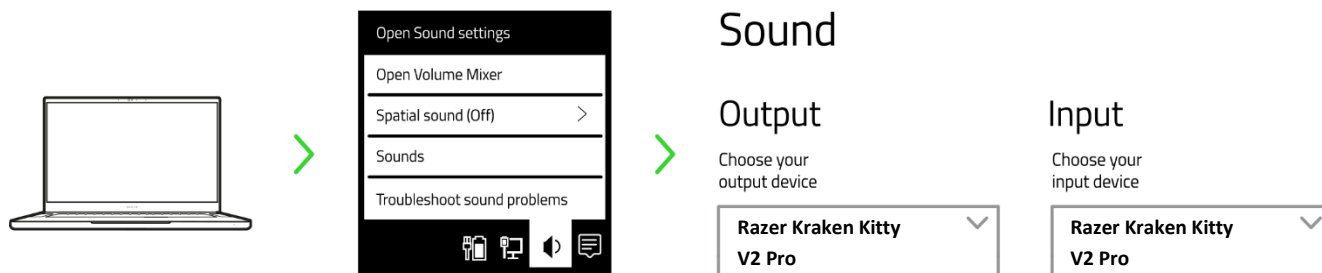 Open Sound settings
Open Volume Mixer
Spatial sound (Off)
Sounds
Troubleshoot sound problems
Sound
Output
Choose your
output device
Razer Kraken Kitty
V2 Pro
Input
Choose your
input device
Razer Kraken Kitty
V2 Pro